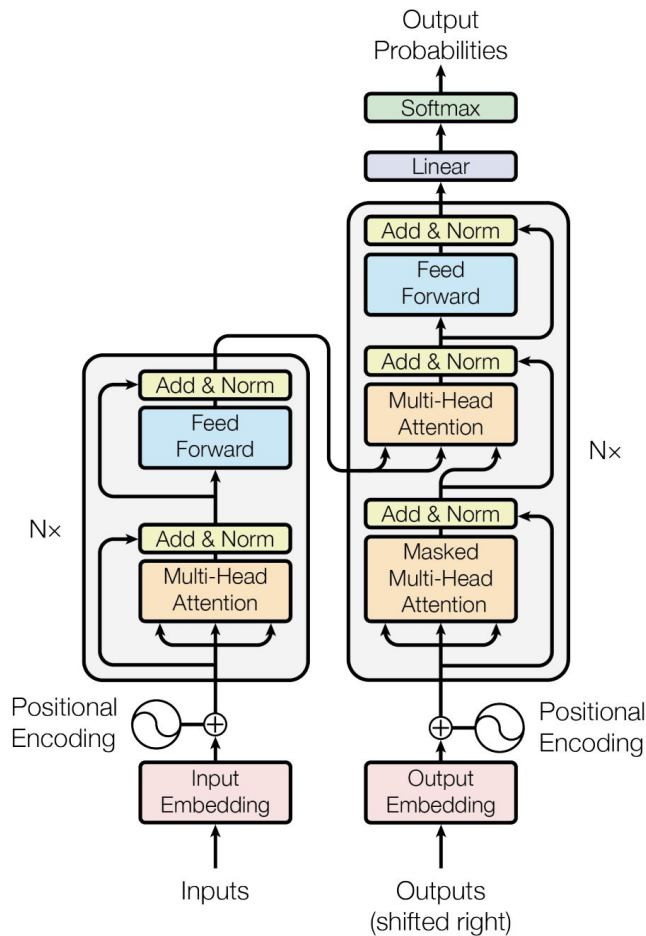 Output
Probabilities
Softmax
Linear
Add & Norm
Feed
Forward
Add & Norm
Multi-Head
Attention
Nx
Add & Norm
Masked
Multi-Head
Attention
Add & Norm
Feed
Forward
Nx
Add & Norm
Multi-Head
Attention
Positional
Encoding
Positional
Encoding
Input
Embedding
Output
Embedding
Inputs
Outputs
(shifted right)